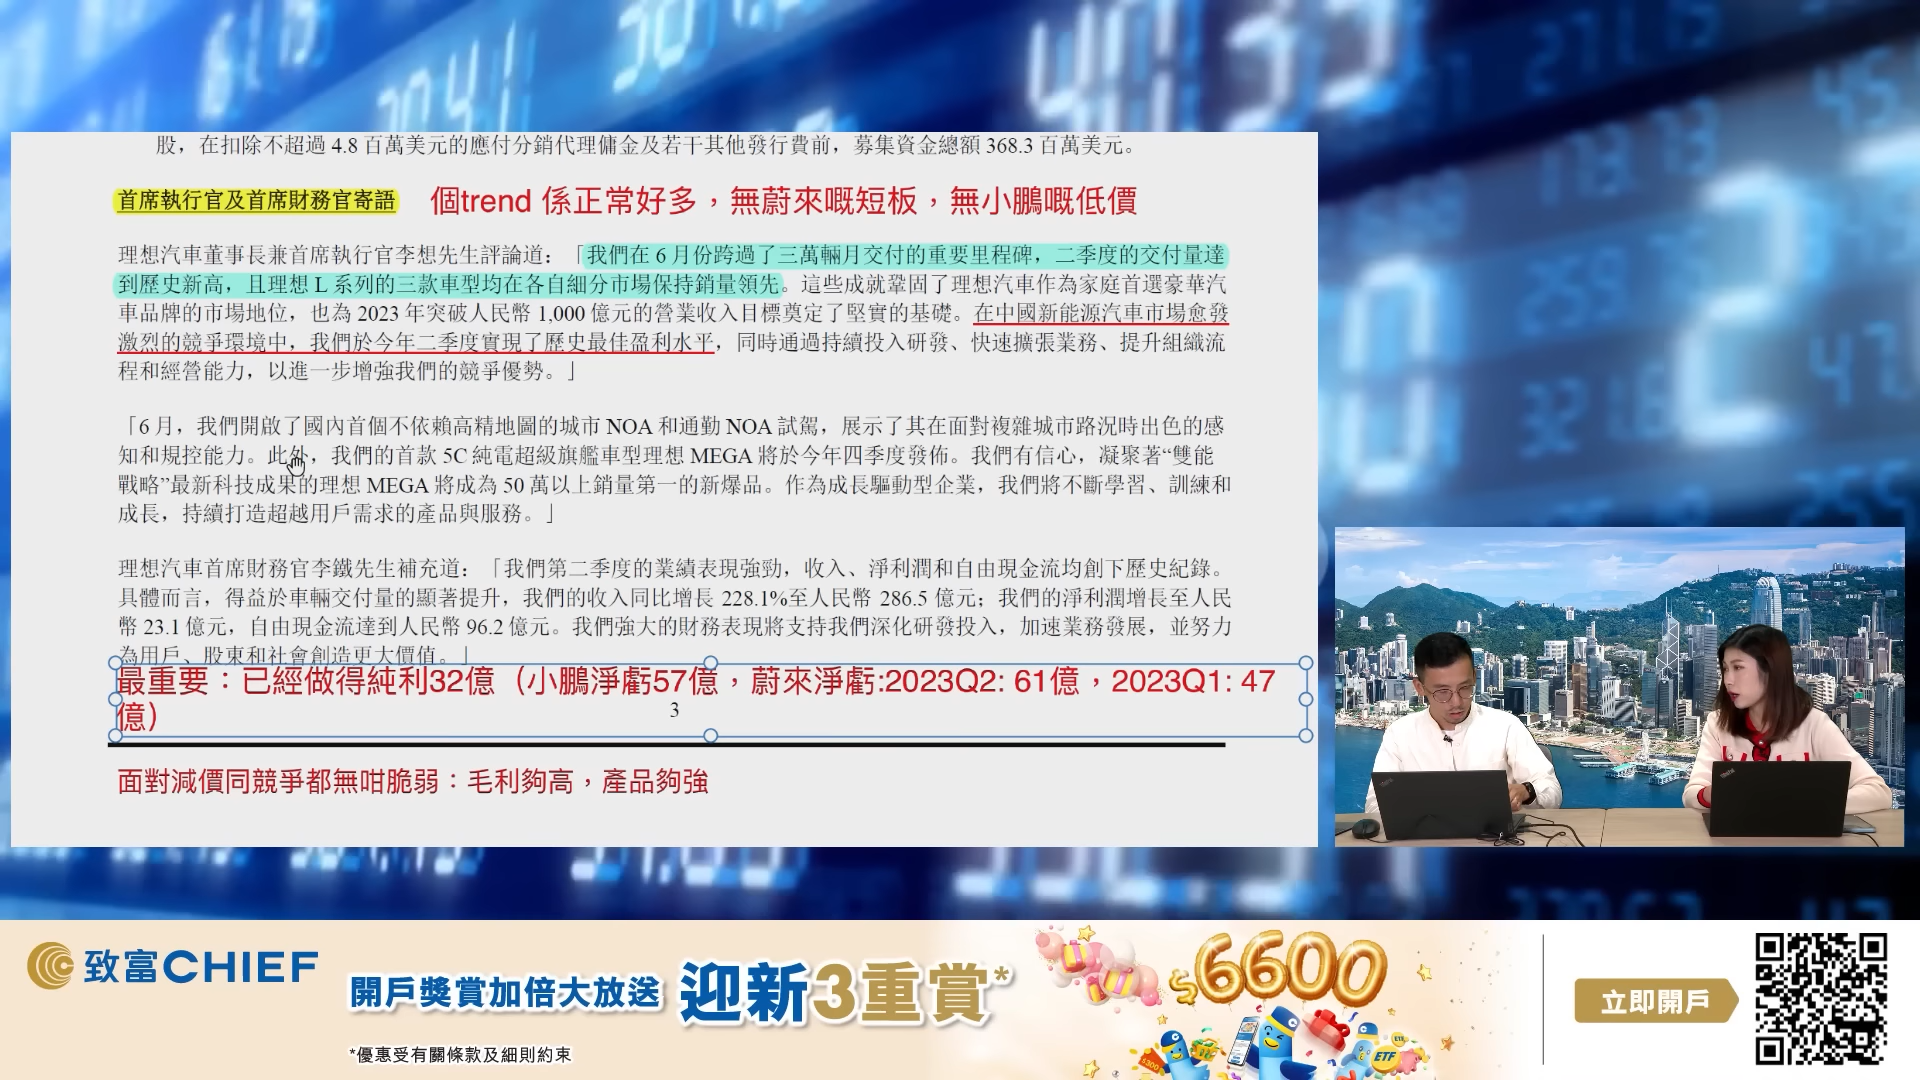 股，在扣除不超過 4.8 百萬美元的應付分銷代理傭金及若干其他發行費前，募集資金總額 368.3 百萬美元。
首席執行官及首席財務官寄語
個trend 係正常好多，無蔚來嘅短板，無小鵬嘅低價
理想汽車董事長兼首席執行官李想先生評論道：「我們在 6 月份跨過了三萬輛月交付的重要里程碑，二季度的交付量達
到歷史新高，且理想 L 系列的三款車型均在各自細分市場保持銷量領先。這些成就鞏固了理想汽車作為家庭首選豪華汽
車品牌的市場地位，也為 2023 年突破人民幣 1,000 億元的營業收入目標奠定了堅實的基礎。在中國新能源汽車市場愈發
激烈的競爭環境中，我們於今年二季度實現了歷史最佳盈利水平，同時通過持續投入研發、快速擴張業務、提升組織流
程和經營能力，以進一步增強我們的競爭優勢。」
「6 月，我們開啟了國內首個不依賴高精地圖的城市 NOA 和通勤 NOA 試駕，展示了其在面對複雜城市路況時出色的感
知和規控能力。此外，我們的首款 5C 純電超級旗艦車型理想 MEGA 將於今年四季度發佈。我們有信心，凝聚著“雙能
戰略”最新科技成果的理想 MEGA 將成為 50 萬以上銷量第一的新爆品。作為成長驅動型企業，我們將不斷學習、訓練和
成長，持續打造超越用戶需求的產品與服務。」
理想汽車首席財務官李鐵先生補充道：「我們第二季度的業績表現強勁，收入、淨利潤和自由現金流均創下歷史紀錄。
具體而言，得益於車輛交付量的顯著提升，我們的收入同比增長 228.1%至人民幣 286.5 億元；我們的淨利潤增長至人民
幣 23.1 億元，自由現金流達到人民幣 96.2 億元。我們強大的財務表現將支持我們深化研發投入，加速業務發展，並努力
為用戶、股東和社會創造更大價值。」
最重要：已經做得純利32億（小鵬淨虧57億，蔚來淨虧:2023Q2: 61億，2023Q1: 47
億）
3
面對減價同競爭都無咁脆弱：毛利夠高，產品夠強
致富CHIEF
開戶獎賞加倍大放送 迎新3重賞*
*優惠受有關條款及細則約束
$6600
ETF
立即開戶